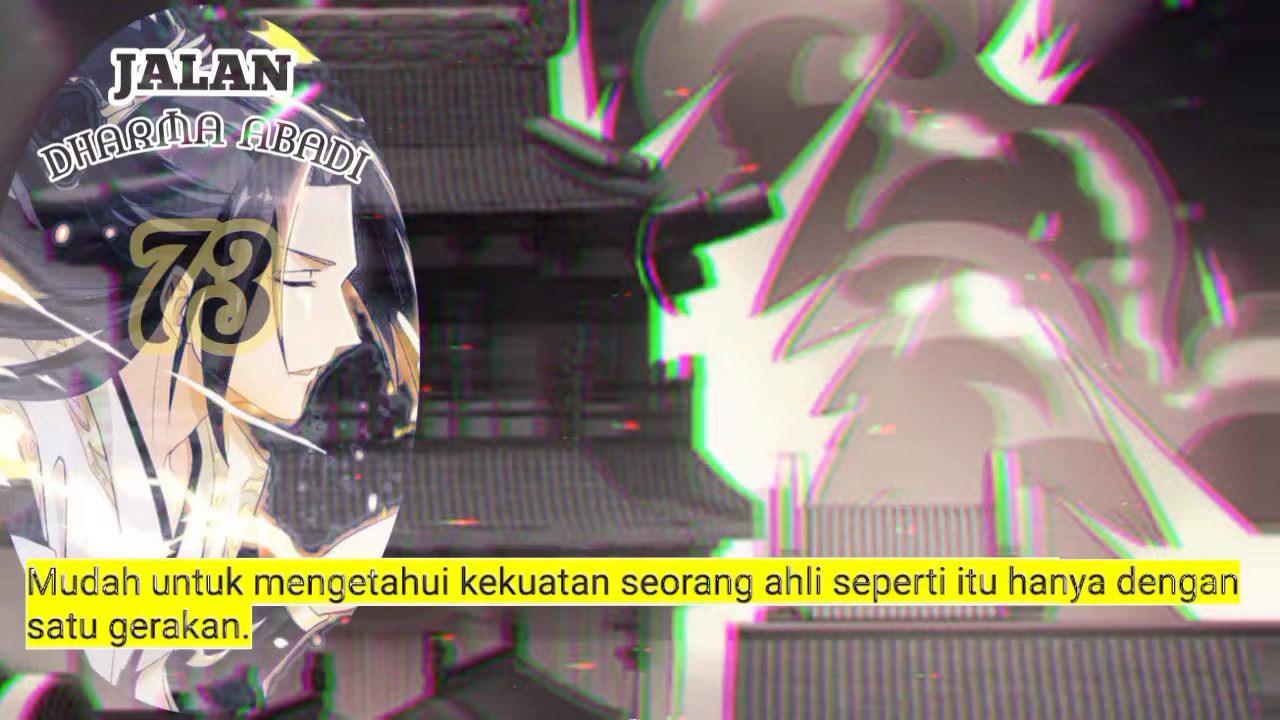 JALAN
DHARMA ABADI
73
Mudah untuk mengetahui kekuatan seorang ahli seperti itu hanya dengan
satu gerakan.